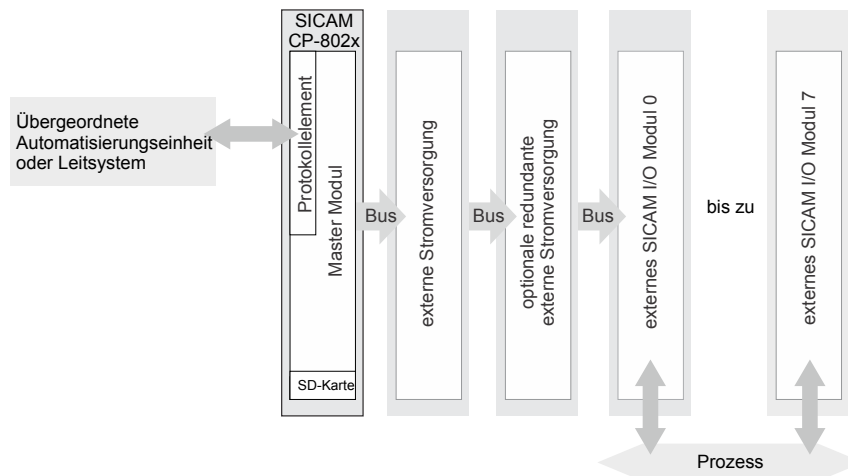 SICAM
CP-802x
Übergeordnete
Automatisierungseinheit
oder Leitsystem
Protokollelement
Master Modul
SD-Karte
Bus
externe Stromversorgung
Bus
optionale redundante
externe Stromversorgung
Bus
externes SICAM I/O Modul 0
bis zu
externes SICAM I/O Modul 7
Prozess